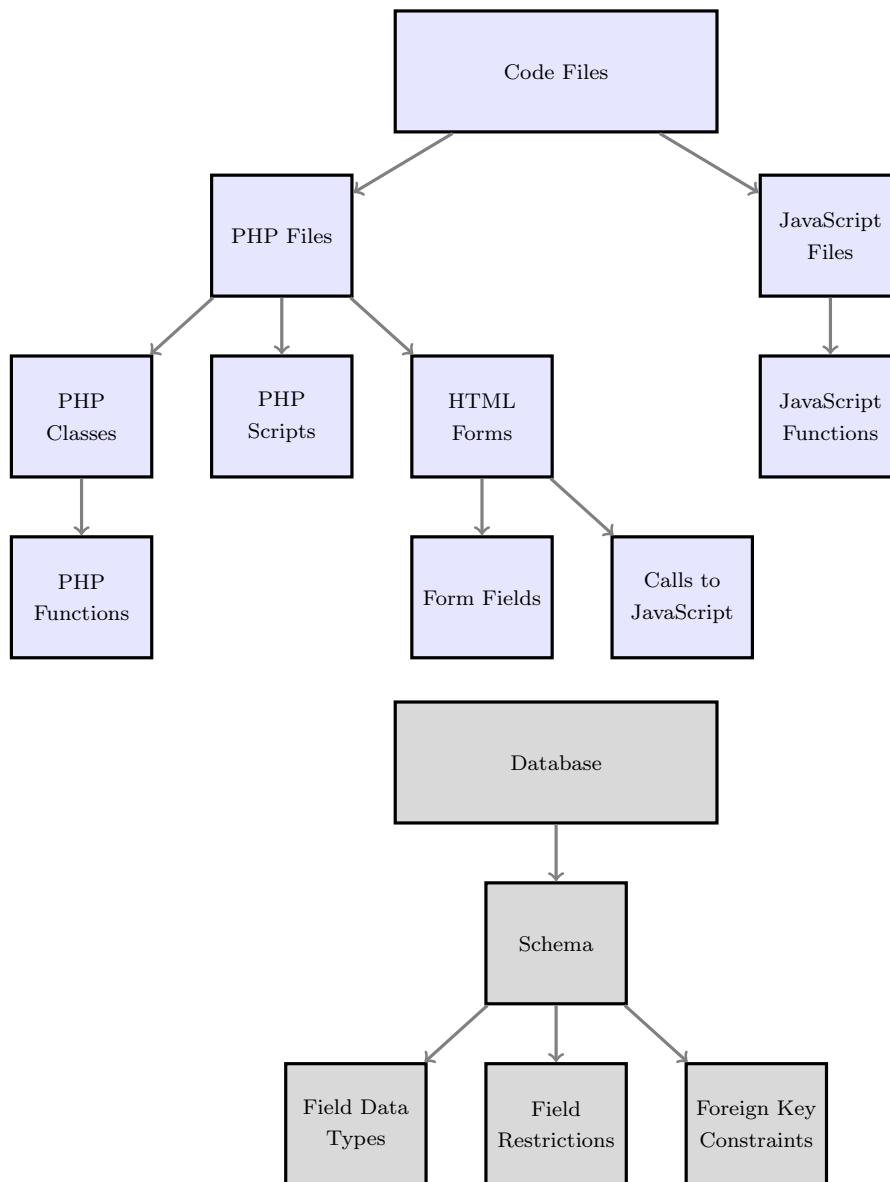 Code Files
PHP Files
JavaScript
Files
PHP
Classes
PHP
Scripts
HTML
Forms
JavaScript
Functions
PHP
Functions
Form Fields
Calls to
JavaScript
Database
Schema
Field Data
Types
Field
Restrictions
Foreign Key
Constraints